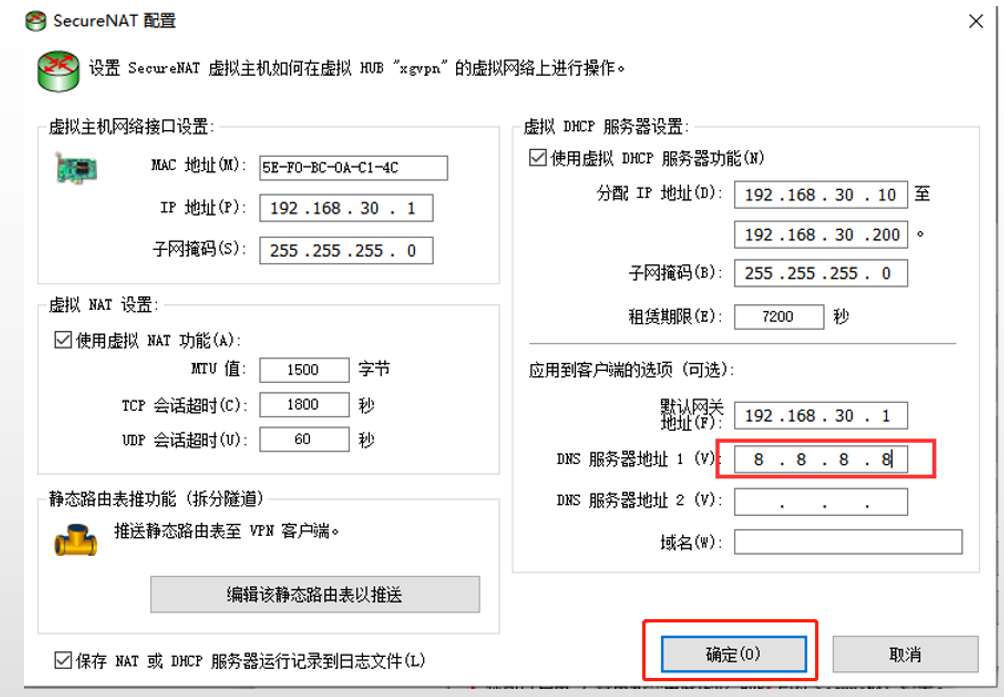 SecureNAT 配置
设置 SecureNAT 虚拟主机如何在虚拟 HUB "xgvpn" 的虚拟网络上进行操作。
虚拟主机网络接口设置:
MAC 地址(M): 5E-F0-BC-0A-C1-4C
IP 地址(P): 192 .168 . 30 . 1
子网掩码(S): 255 .255 .255 . 0
虚拟 NAT 设置:
使用虚拟 NAT 功能(A):
MTU 值: 1500 字节
TCP 会话超时(C): 1800 秒
UDP 会话超时(U): 60 秒
静态路由表推功能 (拆分隧道)
推送静态路由表至 VPN 客户端。
编辑该静态路由表以推送
保存 NAT 或 DHCP 服务器运行记录到日志文件(L)
虚拟 DHCP 服务器设置:
使用虚拟 DHCP 服务器功能(N)
分配 IP 地址(D): 192 .168 . 30 . 10 至
192 .168 . 30 .200 。
子网掩码(B): 255 .255 .255 . 0
租赁期限(E): 7200 秒
应用到客户端的选项 (可选):
默认网关
地址(F): 192 .168 . 30 . 1
DNS 服务器地址 1 (V): 8 . 8 . 8 . 8
DNS 服务器地址 2 (V): . . .
域名(W):
确定(O)
取消